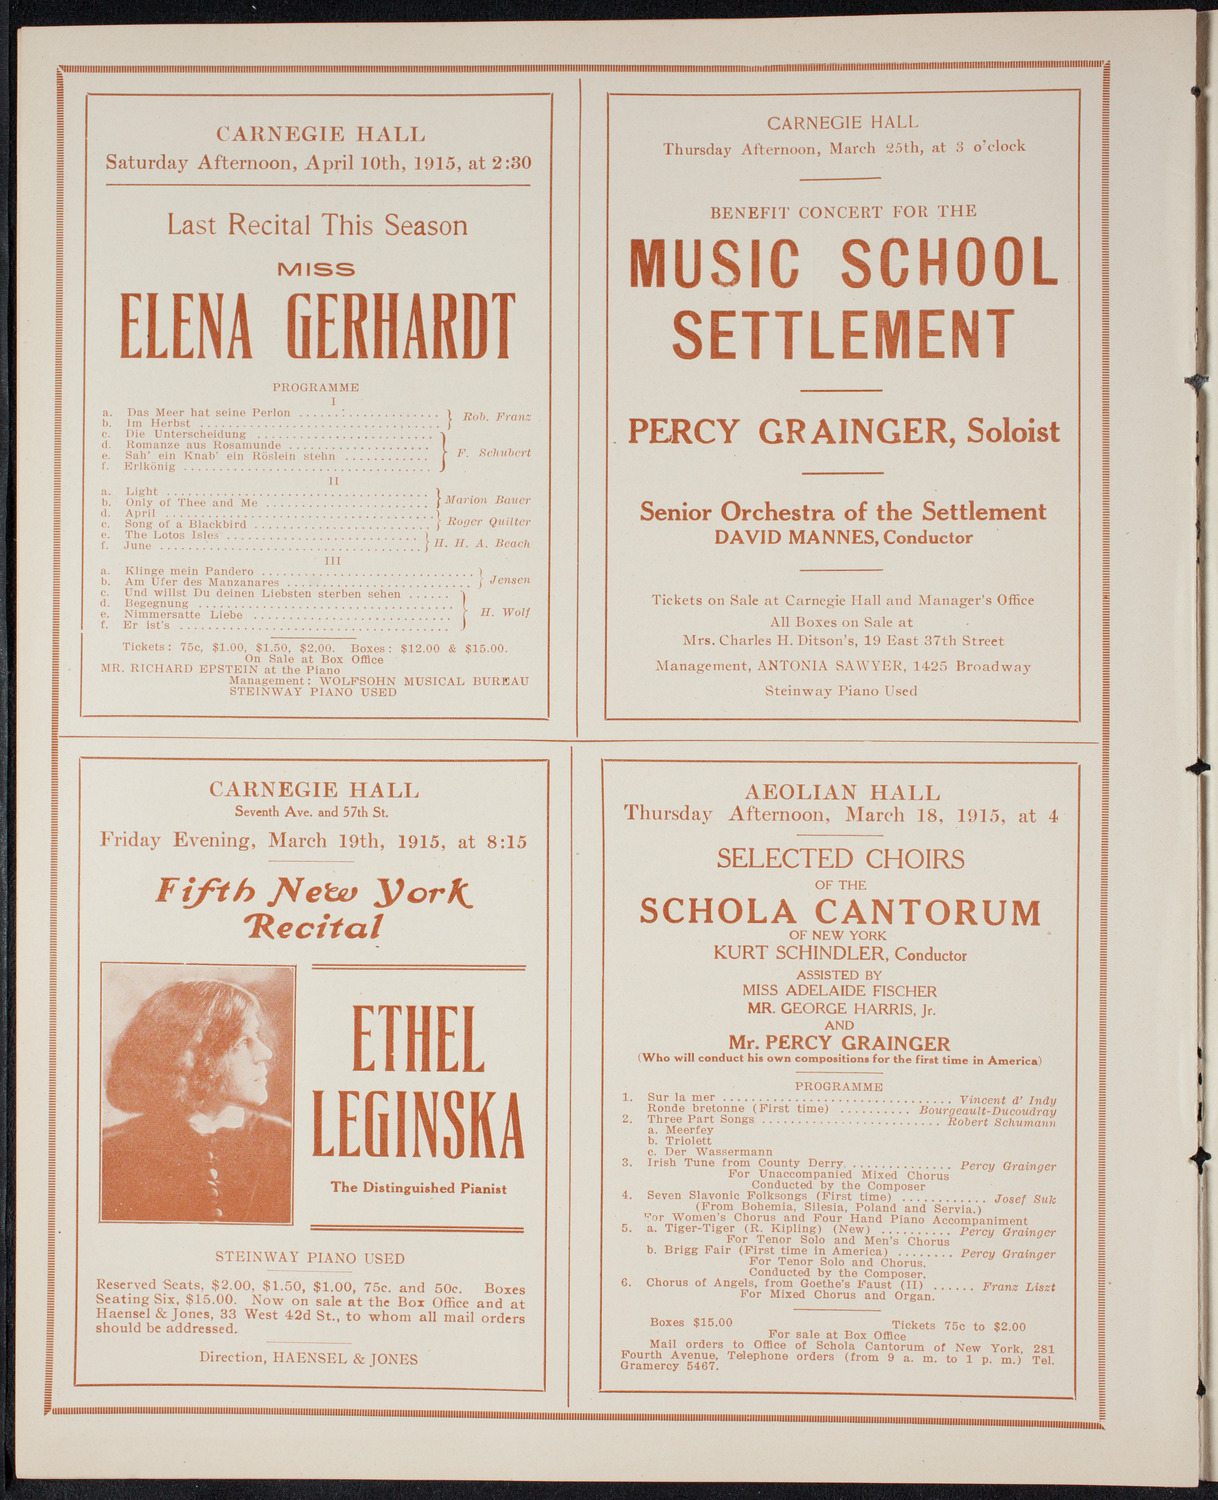 CARNEGIE HALL
Saturday Afternoon, April 10th, 1915, at 2:30
Last Recital This Season
MISS
ELENA GERHARDT
PROGRAMME
I
a. Das Meer hat seine Perlon
b. Im Herbst
Rob. Franz
c. Die Unterscheidung
d. Romanze aus Rosamunde
e. Sah' ein Knab' ein Röslein stehn
f. Erlkönig
F. Schubert
II
a. Light
b. Only of Thee and Me
Marion Bauer
d. April
c. Song of a Blackbird
Roger Quilter
e. The Lotos Isles
f. June
H. H. A. Beach
III
a. Klinge mein Pandero
b. Am Ufer des Manzanares
Jensen
c. Und willst Du deinen Liebsten sterben sehen
d. Begegnung
e. Nimmersatte Liebe
f. Er ist's
H. Wolf
Tickets: 75c, $1.00, $1.50, $2.00. Boxes: $12.00 & $15.00.
On Sale at Box Office
MR. RICHARD EPSTEIN at the Piano
Management: WOLFSOHN MUSICAL BUREAU
STEINWAY PIANO USED
CARNEGIE HALL
Thursday Afternoon, March 25th, at 3 o'clock
BENEFIT CONCERT FOR THE
MUSIC SCHOOL
SETTLEMENT
PERCY GRAINGER, Soloist
Senior Orchestra of the Settlement
DAVID MANNES, Conductor
Tickets on Sale at Carnegie Hall and Manager's Office
All Boxes on Sale at
Mrs. Charles H. Ditson's, 19 East 37th Street
Management, ANTONIA SAWYER, 1425 Broadway
Steinway Piano Used
CARNEGIE HALL
Seventh Ave. and 57th St.
Friday Evening, March 19th, 1915, at 8:15
Fifth New York
Recital
ETHEL
LEGINSKA
The Distinguished Pianist
STEINWAY PIANO USED
Reserved Seats, $2.00, $1.50, $1.00, 75c. and 50c. Boxes
Seating Six, $15.00. Now on sale at the Box Office and at
Haensel & Jones, 33 West 42d St., to whom all mail orders
should be addressed.
Direction, HAENSEL & JONES
AEOLIAN HALL
Thursday Afternoon, March 18, 1915, at 4
SELECTED CHOIRS
OF THE
SCHOLA CANTORUM
OF NEW YORK
KURT SCHINDLER, Conductor
ASSISTED BY
MISS ADELAIDE FISCHER
MR. GEORGE HARRIS, Jr.
AND
Mr. PERCY GRAINGER
(Who will conduct his own compositions for the first time in America)
PROGRAMME
1. Sur la mer Vincent d' Indy
Ronde bretonne (First time) Bourgeault-Ducoudray
2. Three Part Songs Robert Schumann
a. Meerfey
b. Triolett
c. Der Wassermann
3. Irish Tune from County Derry. Percy Grainger
For Unaccompanied Mixed Chorus
Conducted by the Composer
4. Seven Slavonic Folksongs (First time) Josef Suk
(From Bohemia, Silesia, Poland and Servia.)
For Women's Chorus and Four Hand Piano Accompaniment
5. a. Tiger-Tiger (R. Kipling) (New) Percy Grainger
For Tenor Solo and Men's Chorus
b. Brigg Fair (First time in America) Percy Grainger
For Tenor Solo and Chorus.
Conducted by the Composer.
6. Chorus of Angels, from Goethe's Faust (II) Franz Liszt
For Mixed Chorus and Organ.
Boxes $15.00 Tickets 75c to $2.00
For sale at Box Office
Mail orders to Office of Schola Cantorum of New York, 281
Fourth Avenue, Telephone orders (from 9 a. m. to 1 p. m.) Tel.
Gramercy 5467.